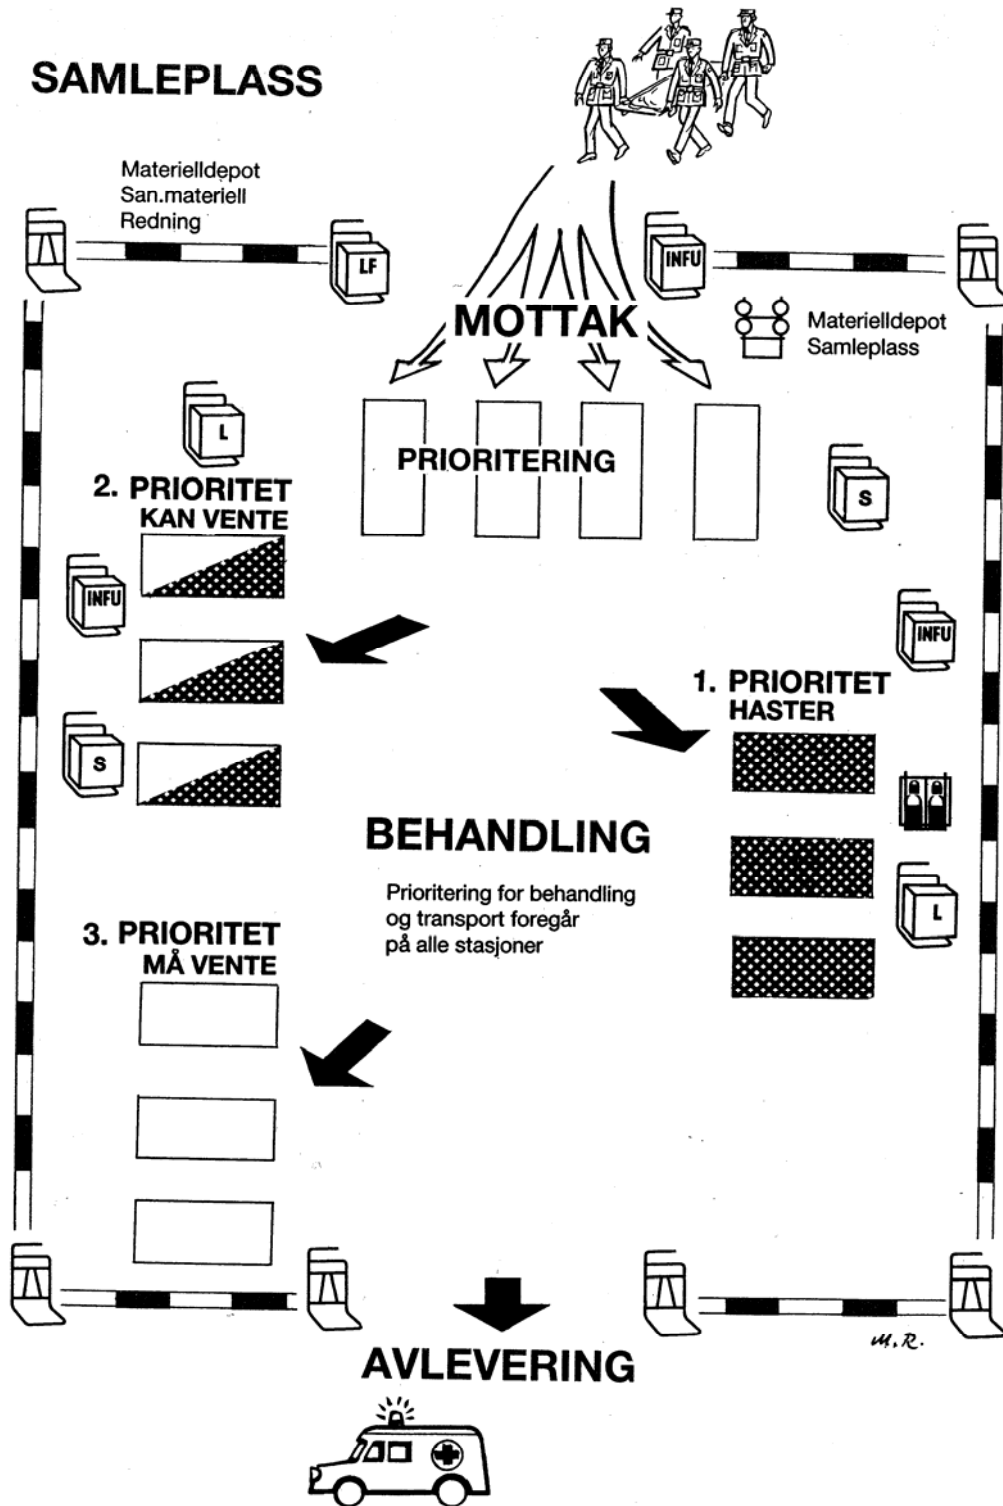 SAMLEPLASS
Materielldepot
San.materiell
Redning
LF
INFU
MOTTAK
Materielldepot
Samleplass
L
PRIORITERING
S
2. PRIORITET
KAN VENTE
INFU
INFU
1. PRIORITET
HASTER
S
BEHANDLING
Prioritering for behandling
og transport foregår
på alle stasjoner
L
3. PRIORITET
MÅ VENTE
M.R.
AVLEVERING